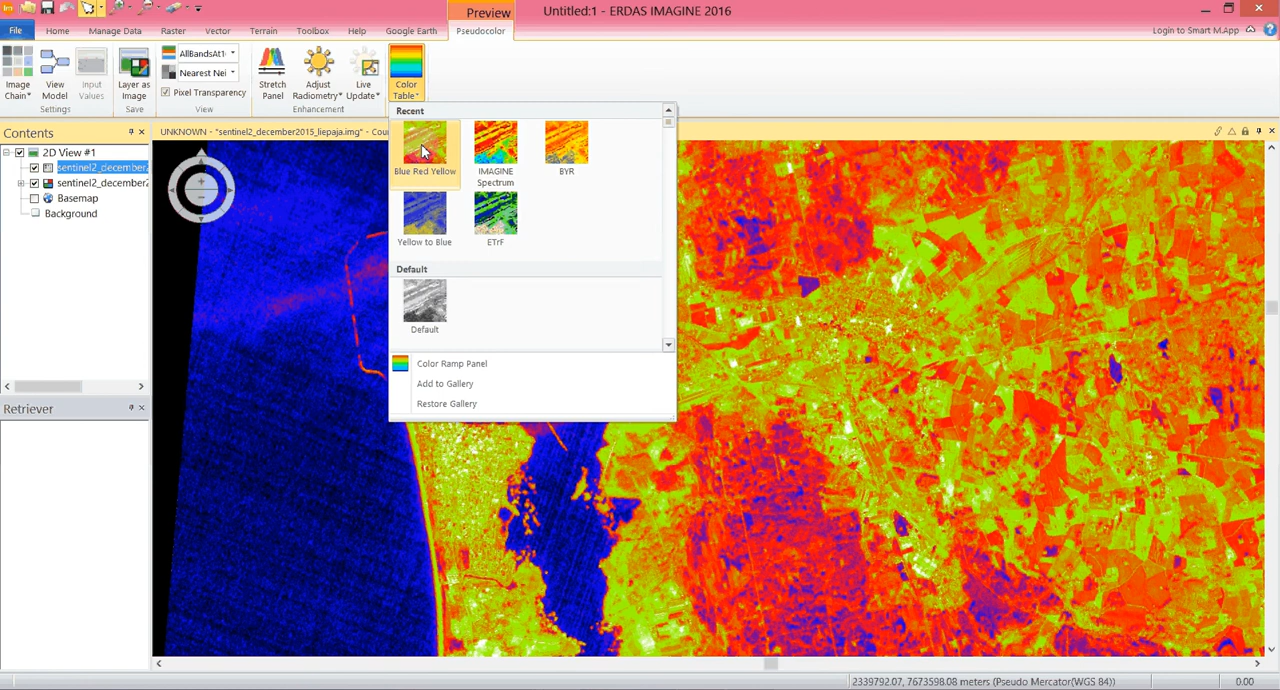 Preview
Untitled:1 - ERDAS IMAGINE 2016
File Home Manage Data Raster Vector Terrain Toolbox Help Google Earth Pseudocolor Login to Smart M.App
Image Chain View Model Input Values Layer as Image
AllBandsAt1:
Nearest Nei
Pixel Transparency
Stretch Panel Adjust Radiometry Live Update Color Table
Settings Save View Enhancement
Contents
UNKNOWN - "sentinel2_december2015_liepaja.img" - Cou
2D View #1
sentinel2_december2
sentinel2_december2
Basemap
Background
Retriever
Recent
Blue Red Yellow
IMAGINE Spectrum
BYR
Yellow to Blue
ETrF
Default
Default
Color Ramp Panel
Add to Gallery
Restore Gallery
2339792.07, 7673598.08 meters (Pseudo Mercator(WGS 84)) 0.00